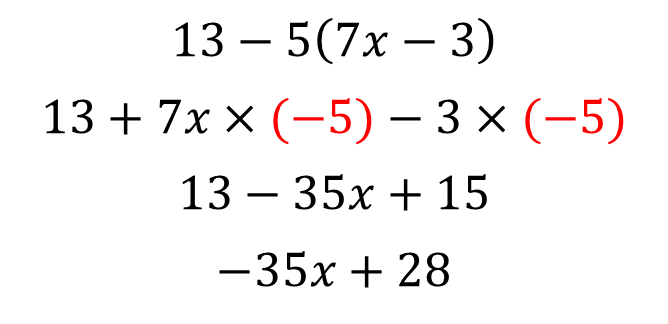 13 − 5(7x − 3)
13 + 7x × (−5) − 3 × (−5)
13 − 35x + 15
−35x + 28